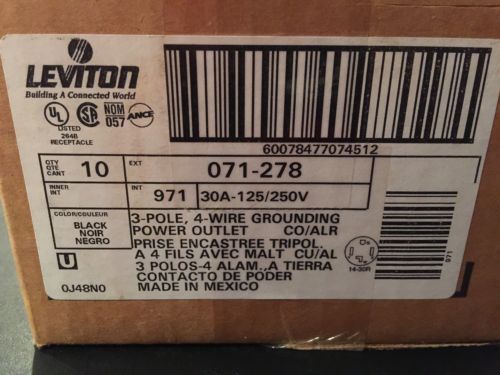 LEVITON
Building A Connected World
UL
LISTED
264B
RECEPTACLE
NOM
057
ANCE
60078477074512
QTY
QTE
CANT
10
EXT
071-278
INNER
INT
INT
971
30A-125/250V
COLOR/COULEUR
BLACK
NOIR
NEGRO
3-POLE, 4-WIRE GROUNDING
POWER OUTLET CO/ALR
PRISE ENCASTREE TRIPOL.
A 4 FILS AVEC MALT CU/AL
3 POLOS-4 ALAM., A TIERRA
CONTACTO DE PODER
MADE IN MEXICO
U
0J48N0
G
14-30R
971